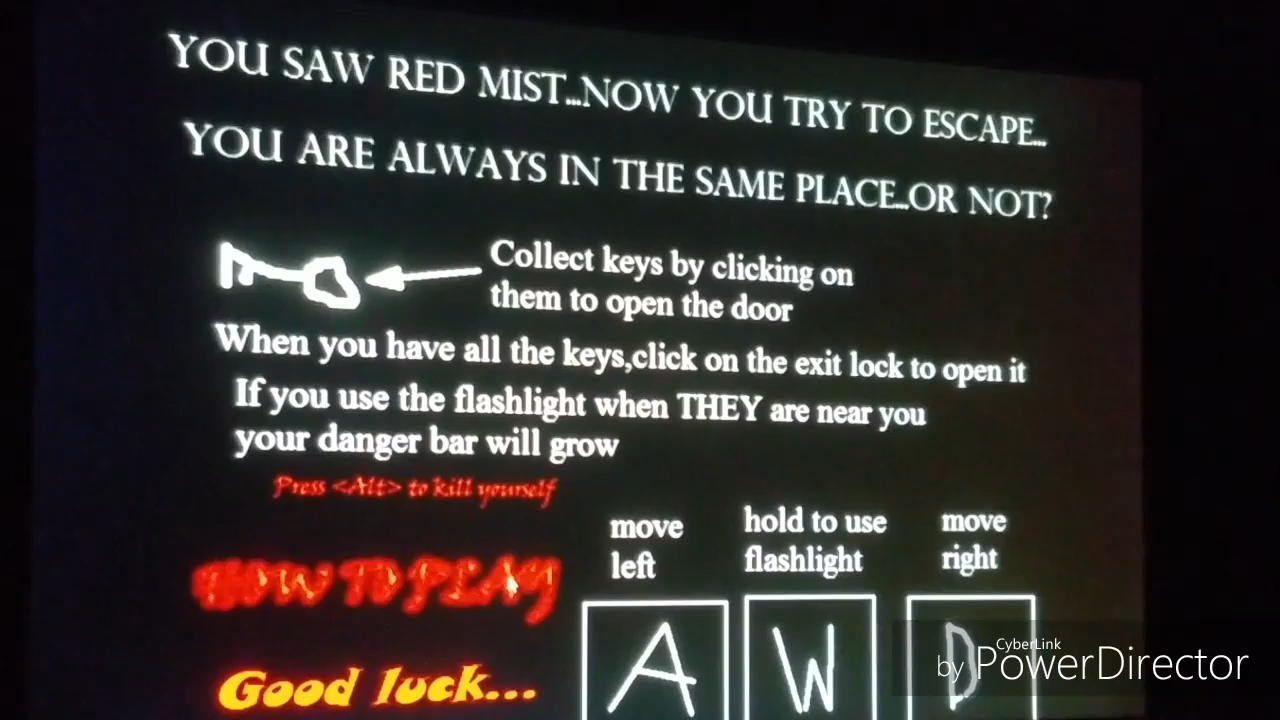 YOU SAW RED MIST...NOW YOU TRY TO ESCAPE...
YOU ARE ALWAYS IN THE SAME PLACE...OR NOT?
Collect keys by clicking on
them to open the door
When you have all the keys,click on the exit lock to open it
If you use the flashlight when THEY are near you
your danger bar will grow
Press <Alt> to kill yourself
move left
hold to use flashlight
move right
HOW TO PLAY
A W D
Good luck...
CyberLink
by PowerDirector